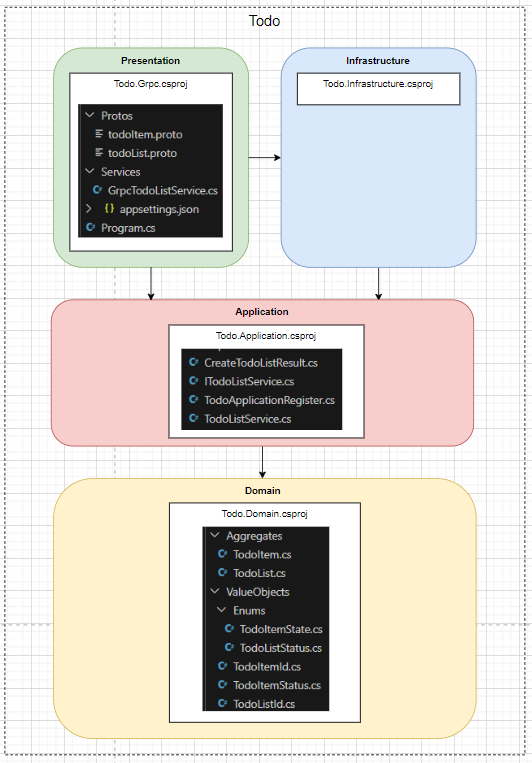 Todo
Presentation
Todo.Grpc.csproj
Protos
todoItem.proto
todoList.proto
Services
GrpcTodoListService.cs
{} appsettings.json
Program.cs
Infrastructure
Todo.Infrastructure.csproj
Application
Todo.Application.csproj
CreateTodoListResult.cs
ITodoListService.cs
TodoApplicationRegister.cs
TodoListService.cs
Domain
Todo.Domain.csproj
Aggregates
TodoItem.cs
TodoList.cs
ValueObjects
Enums
TodoItemState.cs
TodoListStatus.cs
TodoItemId.cs
TodoItemStatus.cs
TodoListId.cs